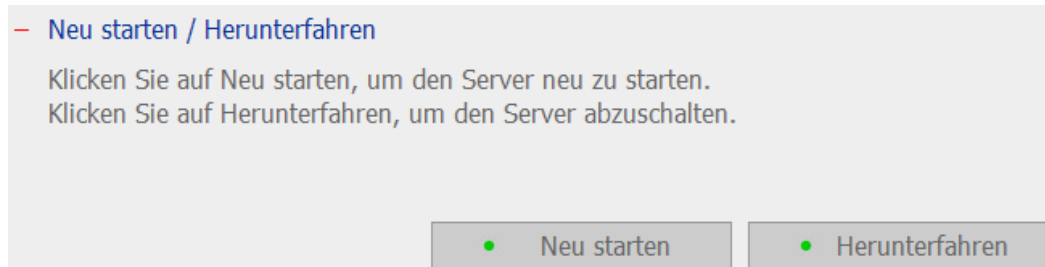 Neu starten / Herunterfahren
Klicken Sie auf Neu starten, um den Server neu zu starten.
Klicken Sie auf Herunterfahren, um den Server abzuschalten.
Neu starten
Herunterfahren